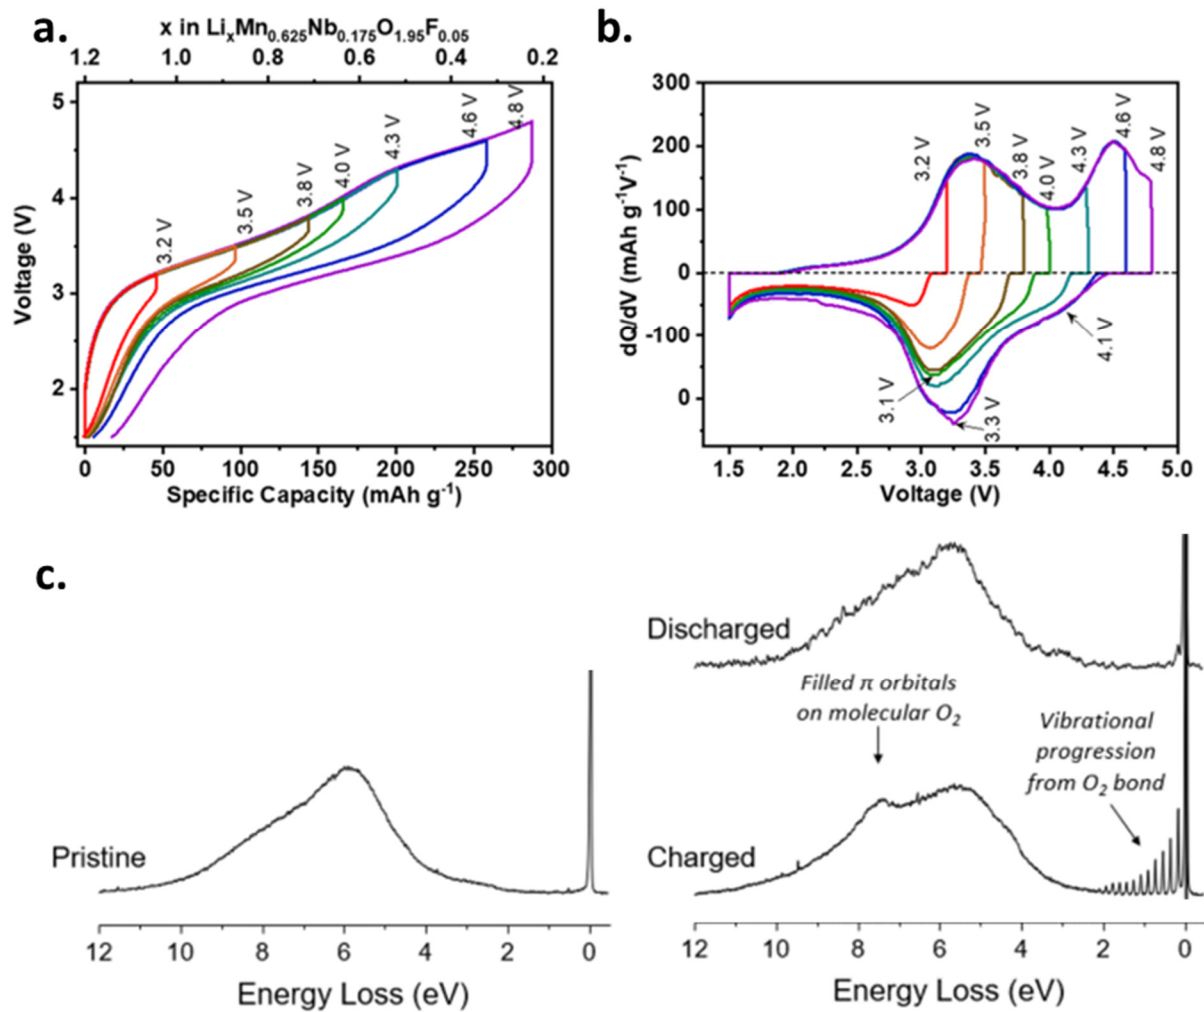 a.
x in LiₓMn₀.₆₂₅Nb₀.₁₇₅O₁.₉₅F₀.₀₅
1.2 1.0 0.8 0.6 0.4 0.2
5
4
3
2
Voltage (V)
3.2 V
3.5 V
3.8 V
4.0 V
4.3 V
4.6 V
4.8 V
0 50 100 150 200 250 300
Specific Capacity (mAh g⁻¹)
b.
300
200
100
0
-100
0
dQ/dV (mAh g⁻¹V⁻¹)
3.2 V
3.5 V
3.8 V
4.0 V
4.3 V
4.6 V
4.8 V
4.1 V
3.1 V
3.3 V
1.5 2.0 2.5 3.0 3.5 4.0 4.5 5.0
Voltage (V)
c.
Pristine
12 10 8 6 4 2 0
Energy Loss (eV)
Discharged
Filled π orbitals
on molecular O₂
Vibrational
progression
from O₂ bond
Charged
12 10 8 6 4 2 0
Energy Loss (eV)